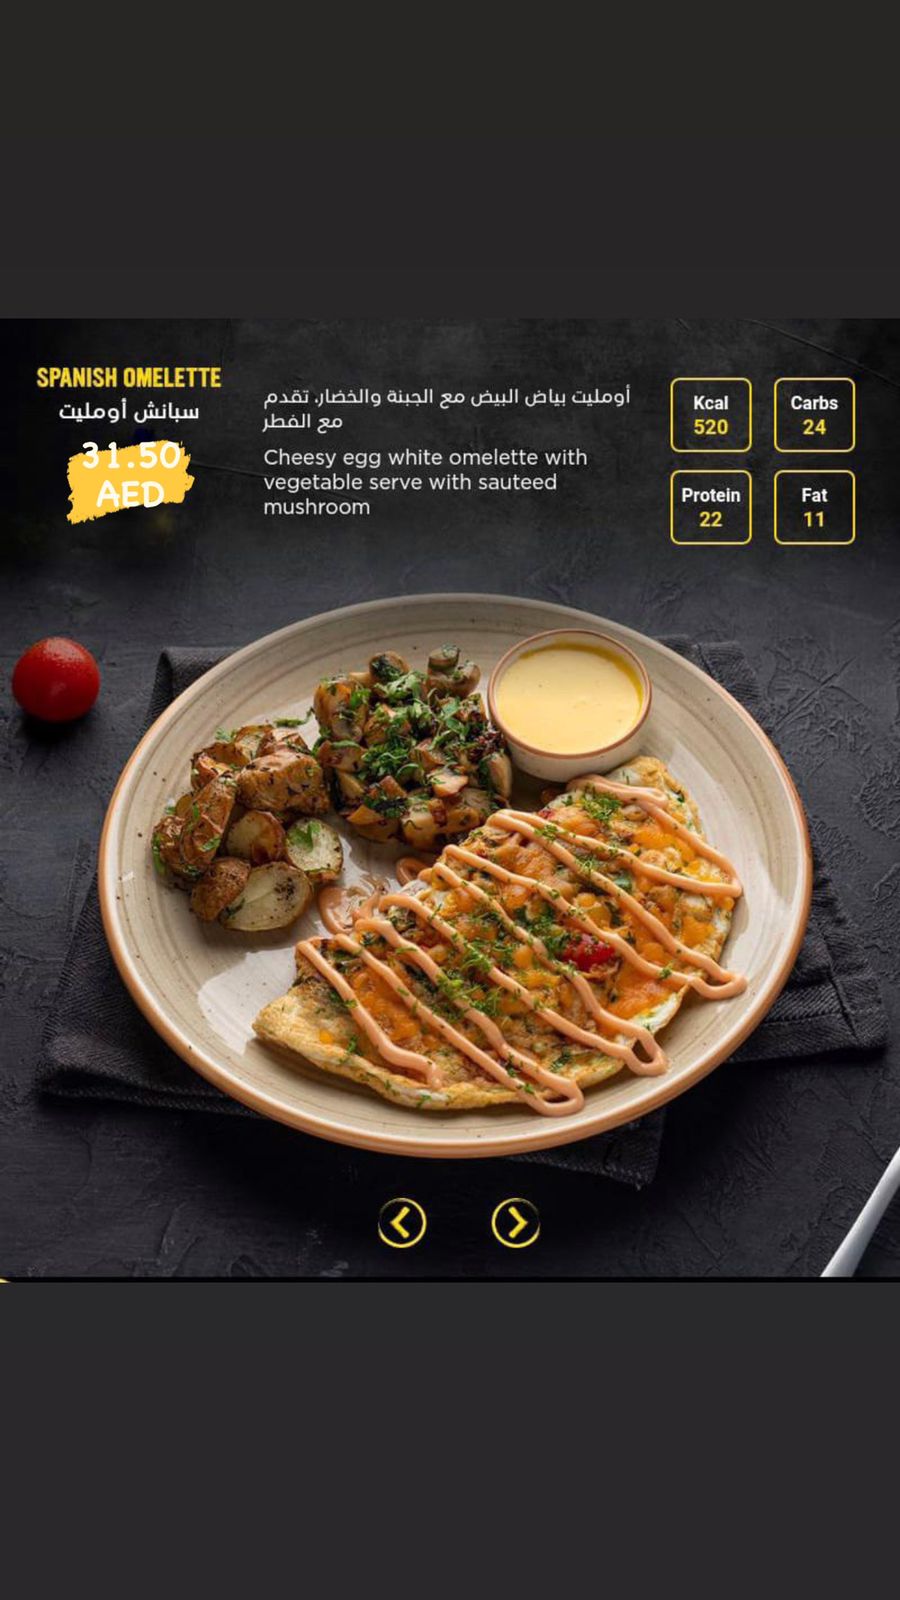 SPANISH OMELETTE
سبانش أومليت
31.50
AED
أومليت بياض البيض مع الجبنة والخضار، تقدم
مع الفطر
Cheesy egg white omelette with
vegetable serve with sauteed
mushroom
Kcal
520
Carbs
24
Protein
22
Fat
11